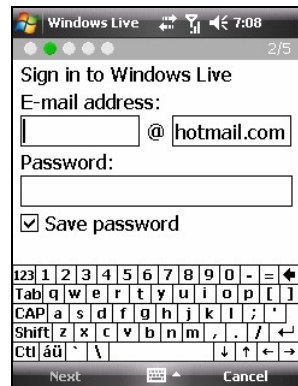 Windows Live 7:08
2/5
Sign in to Windows Live
E-mail address:
@ hotmail.com
Password:
Save password
123 1 2 3 4 5 6 7 8 9 0 - =
Tab q w e r t y u i o p [ ]
CAP a s d f g h j k l ; '
Shift z x c v b n m , . /
Ctl áü ` \
Next Cancel